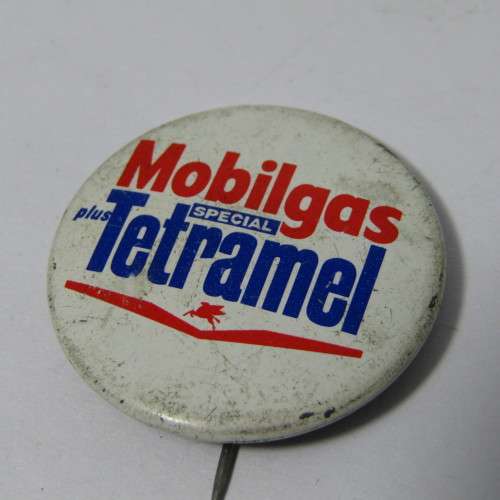 Mobilgas
SPECIAL
plus Tetramel